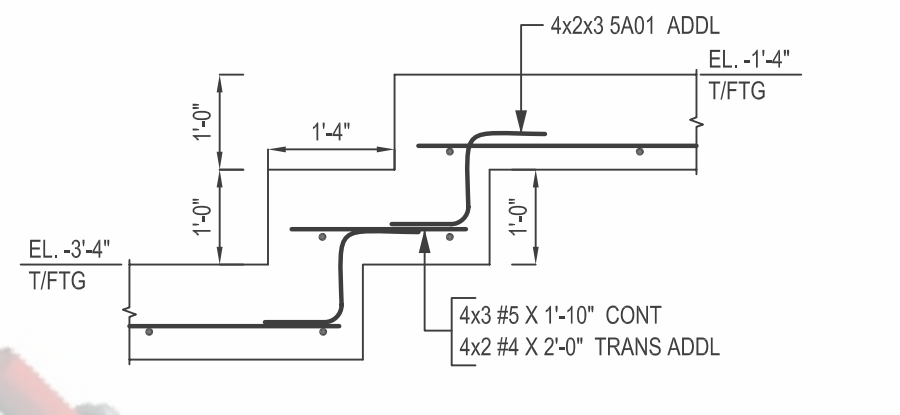 4x2x3 5A01 ADDL
EL. -1'-4"
T/FTG
1'-0"
1'-4"
1'-0"
1'-0"
EL. -3'-4"
T/FTG
4x3 #5 X 1'-10" CONT
4x2 #4 X 2'-0" TRANS ADDL